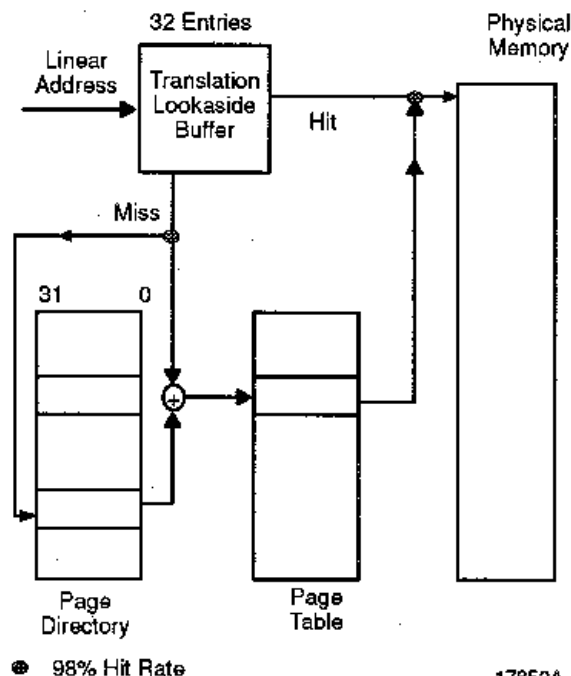 32 Entries
Physical
Memory
Linear
Address
Translation
Lookaside
Buffer
Hit
Miss
31 0
+
Page
Directory
Page
Table
98% Hit Rate